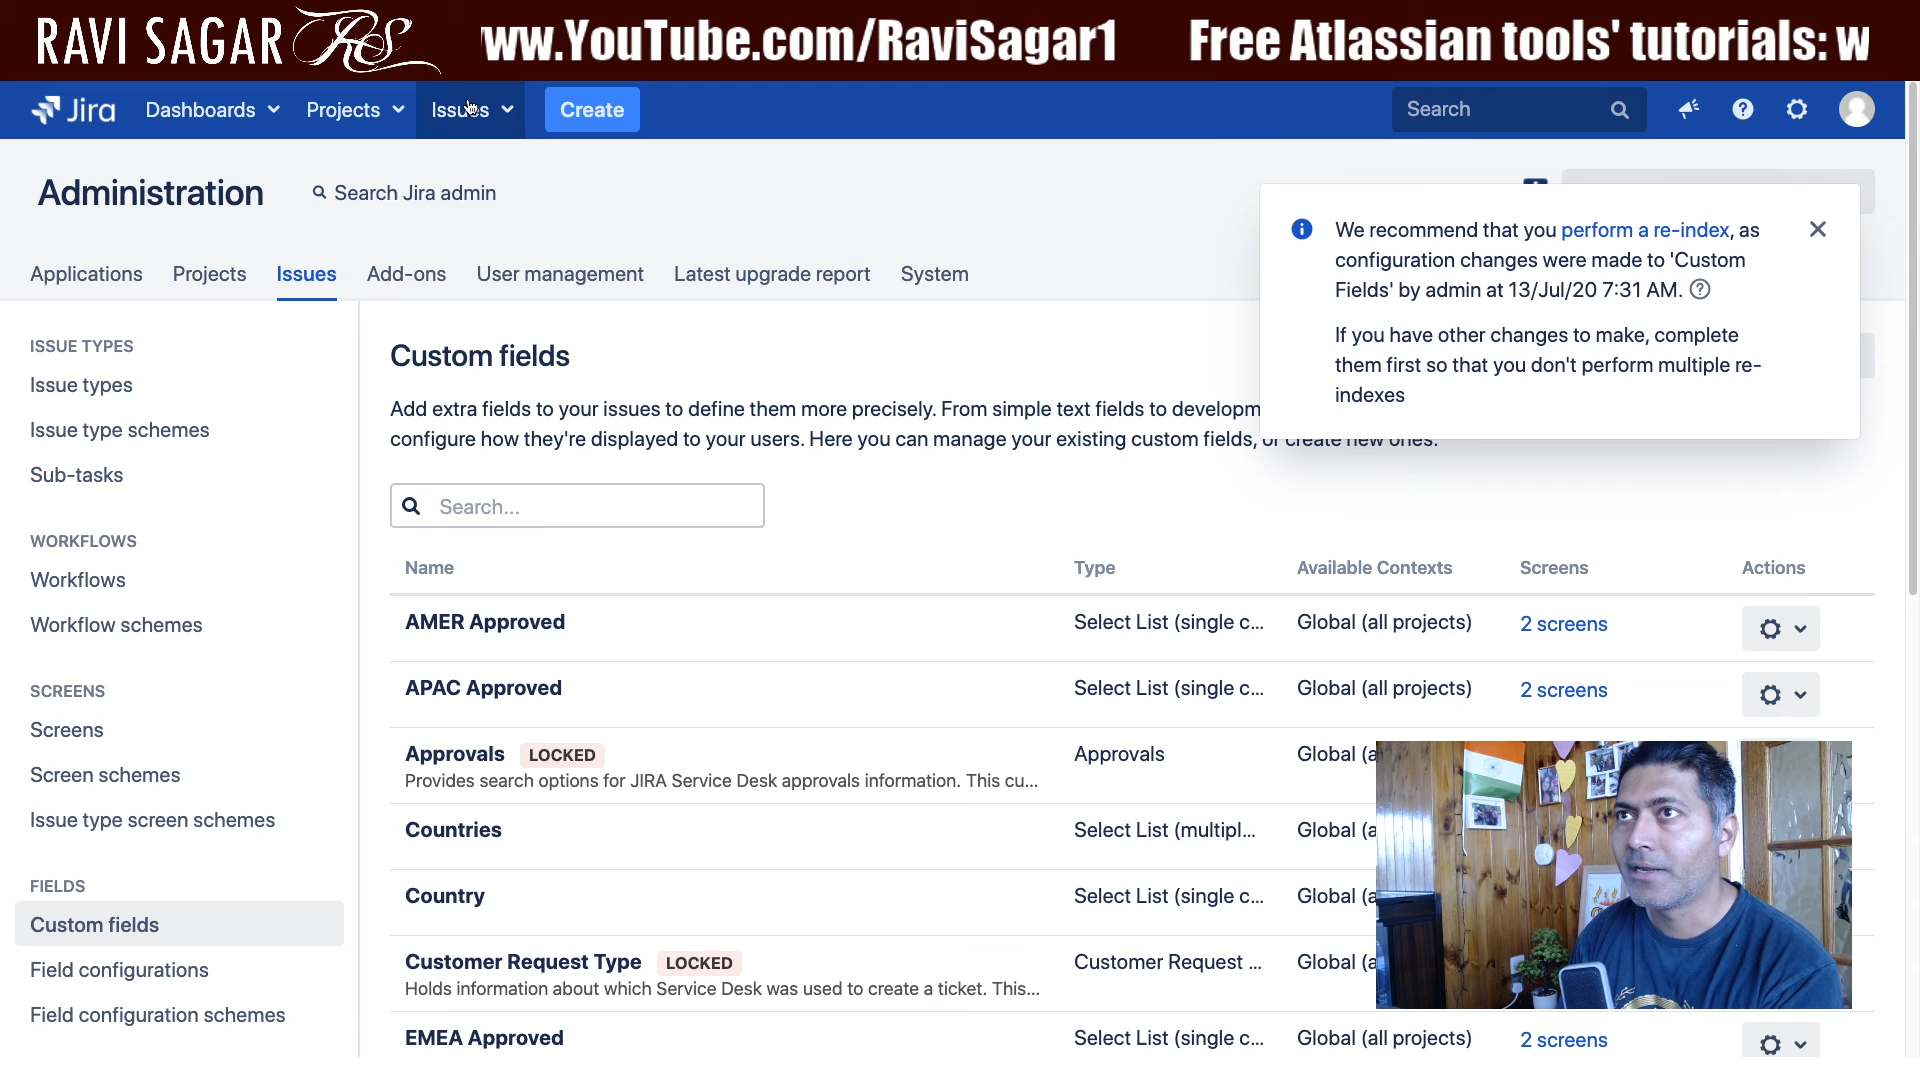 RAVI SAGAR RS ww.YouTube.com/RaviSagar1 Free Atlassian tools' tutorials: w
Jira Dashboards Projects Issues Create Search
Administration Search Jira admin
Applications Projects Issues Add-ons User management Latest upgrade report System
We recommend that you perform a re-index, as
configuration changes were made to 'Custom
Fields' by admin at 13/Jul/20 7:31 AM.
If you have other changes to make, complete
them first so that you don't perform multiple re-
indexes
ISSUE TYPES
Issue types
Issue type schemes
Sub-tasks
WORKFLOWS
Workflows
Workflow schemes
SCREENS
Screens
Screen schemes
Issue type screen schemes
FIELDS
Custom fields
Field configurations
Field configuration schemes
Custom fields
Add extra fields to your issues to define them more precisely. From simple text fields to developm
configure how they're displayed to your users. Here you can manage your existing custom fields, or create new ones.
Search...
Name Type Available Contexts Screens Actions
AMER Approved Select List (single c... Global (all projects) 2 screens
APAC Approved Select List (single c... Global (all projects) 2 screens
Approvals LOCKED Approvals Global (a
Provides search options for JIRA Service Desk approvals information. This cu...
Countries Select List (multipl... Global (a
Country Select List (single c... Global (a
Customer Request Type LOCKED Customer Request ... Global (a
Holds information about which Service Desk was used to create a ticket. This...
EMEA Approved Select List (single c... Global (all projects) 2 screens